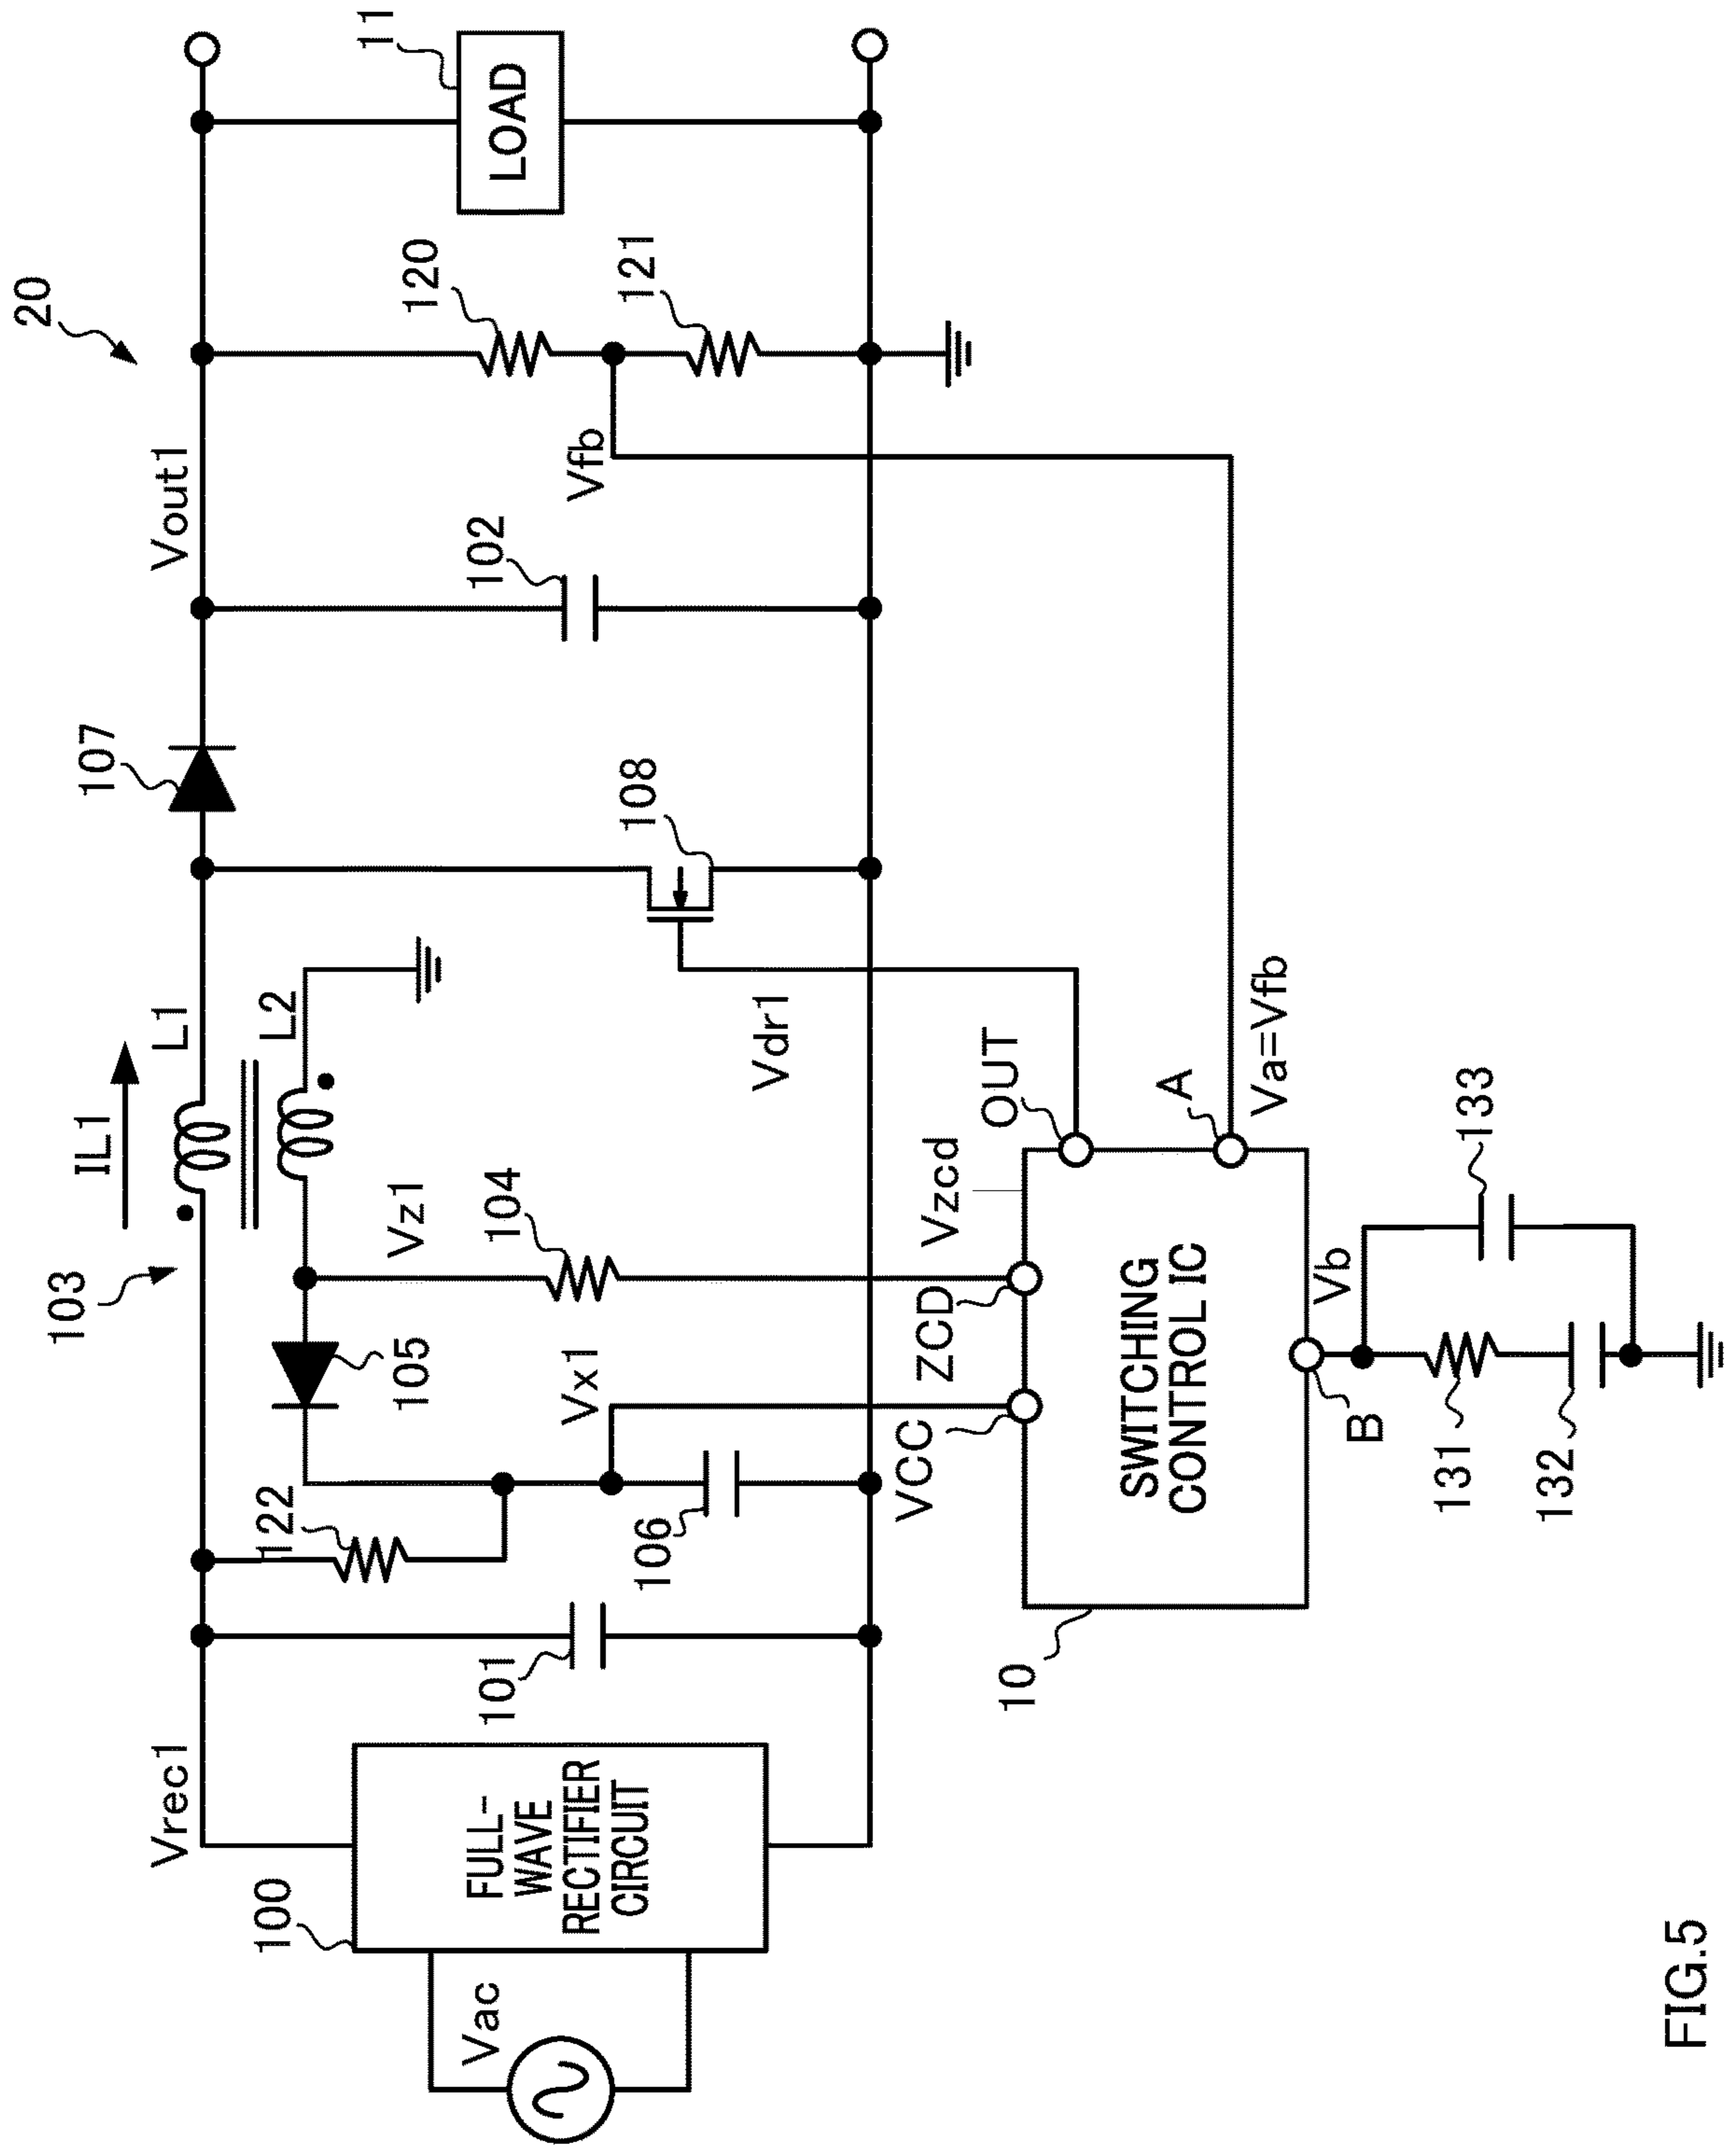 20
Vrec1
103
IL1
L1
107
Vout1
100
122
L2
11
Vac
FULL-
WAVE
RECTIFIER
CIRCUIT
101
105
Vz1
102
120
LOAD
106
Vx1
104
108
Vfb
121
VCC
ZCD
Vzcd
Vdr1
OUT
10
SWITCHING
CONTROL IC
A
Va=Vfb
B
Vb
131
132
133
FIG.5